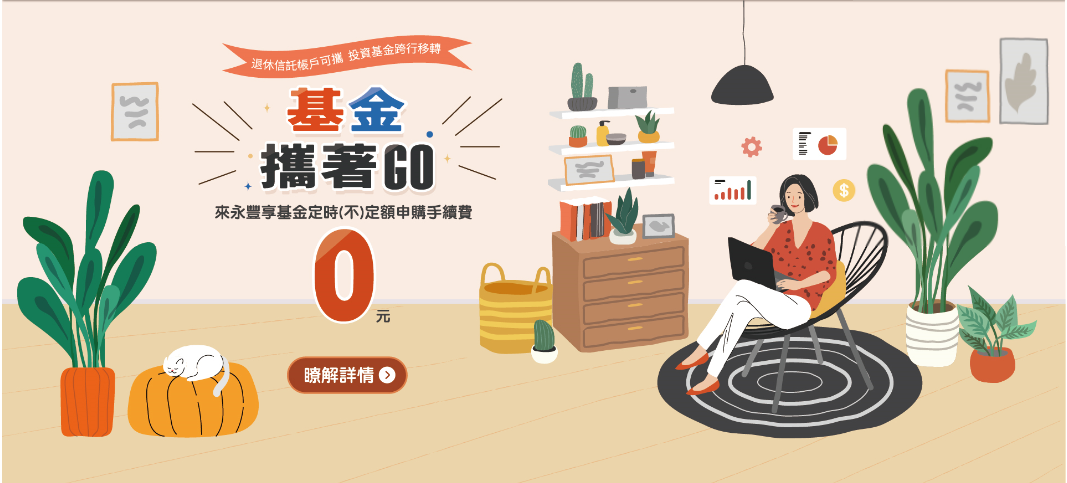 退休信託帳戶可攜 投資基金跨行移轉
基金
攜著GO
來永豐享基金定時(不)定額申購手續費
0元
瞭解詳情
$